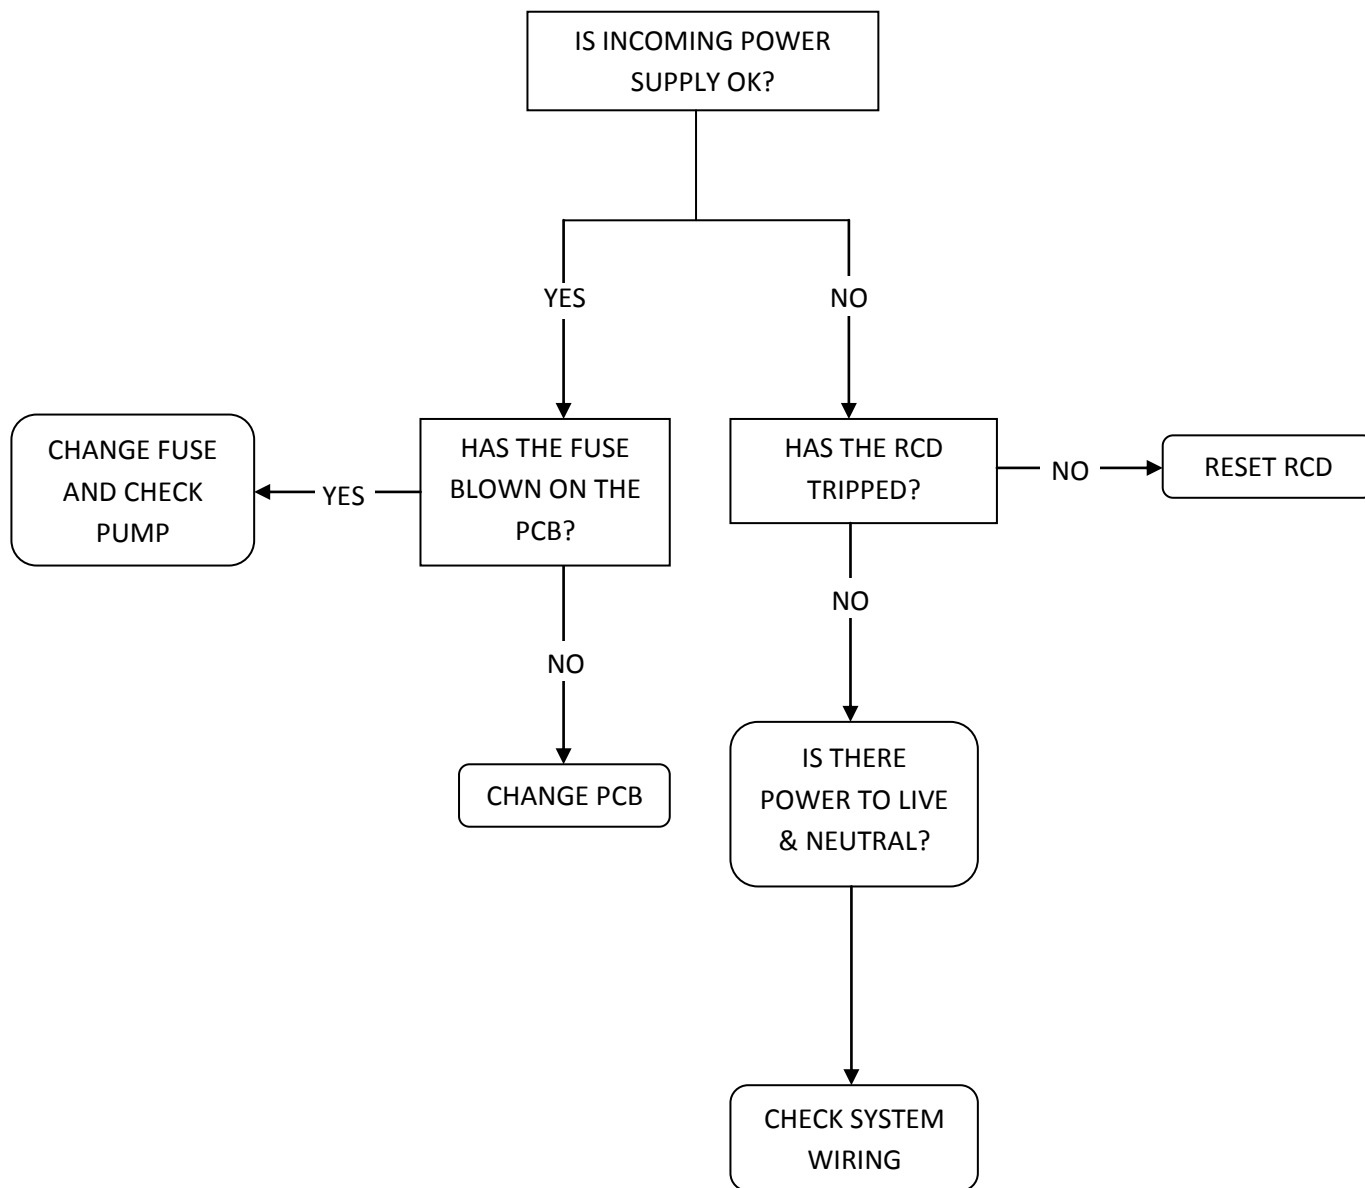 IS INCOMING POWER
SUPPLY OK?
YES
NO
CHANGE FUSE
AND CHECK
PUMP
YES
HAS THE FUSE
BLOWN ON THE
PCB?
HAS THE RCD
TRIPPED?
NO
RESET RCD
NO
NO
CHANGE PCB
IS THERE
POWER TO LIVE
& NEUTRAL?
CHECK SYSTEM
WIRING